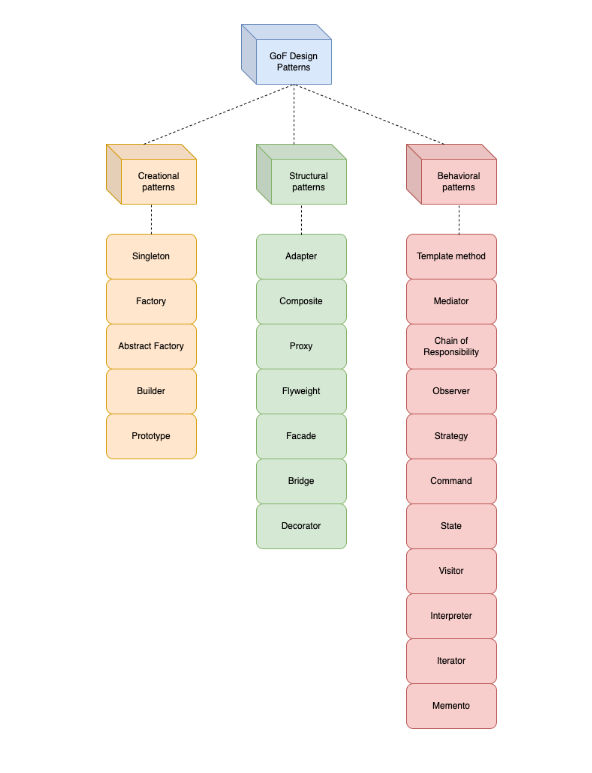 GoF Design
Patterns
Creational
patterns
Structural
patterns
Behavioral
patterns
Singleton
Factory
Abstract Factory
Builder
Prototype
Adapter
Composite
Proxy
Flyweight
Facade
Bridge
Decorator
Template method
Mediator
Chain of
Responsibility
Observer
Strategy
Command
State
Visitor
Interpreter
Iterator
Memento